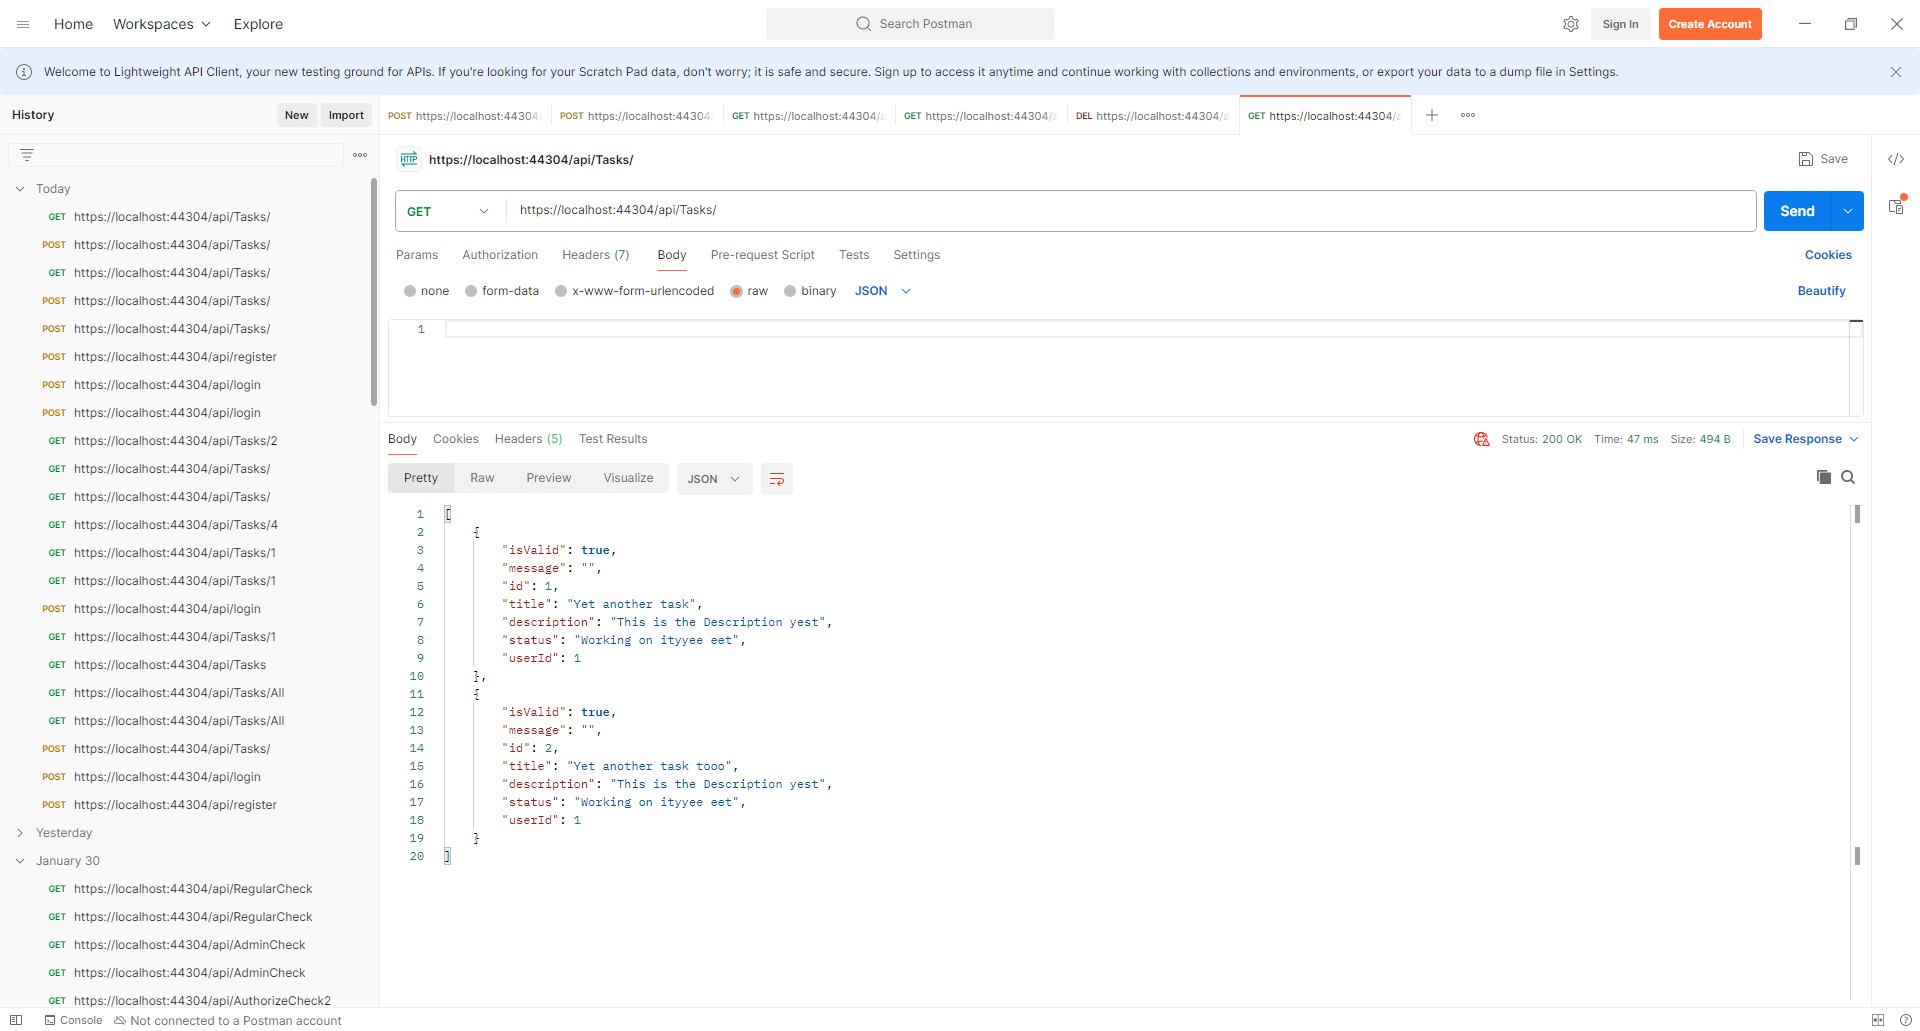 Home
Workspaces
Explore
Search Postman
Sign In
Create Account
Welcome to Lightweight API Client, your new testing ground for APIs. If you're looking for your Scratch Pad data, don't worry; it is safe and secure. Sign up to access it anytime and continue working with collections and environments, or export your data to a dump file in Settings.
History
New
Import
POST https://localhost:44304
POST https://localhost:44304/
GET https://localhost:44304/a
GET https://localhost:44304/a
DEL https://localhost:44304/a
GET https://localhost:44304/a
Today
GET https://localhost:44304/api/Tasks/
POST https://localhost:44304/api/Tasks/
GET https://localhost:44304/api/Tasks/
POST https://localhost:44304/api/Tasks/
POST https://localhost:44304/api/Tasks/
POST https://localhost:44304/api/register
POST https://localhost:44304/api/login
POST https://localhost:44304/api/login
GET https://localhost:44304/api/Tasks/2
GET https://localhost:44304/api/Tasks/
GET https://localhost:44304/api/Tasks/
GET https://localhost:44304/api/Tasks/4
GET https://localhost:44304/api/Tasks/1
GET https://localhost:44304/api/Tasks/1
POST https://localhost:44304/api/login
GET https://localhost:44304/api/Tasks/1
GET https://localhost:44304/api/Tasks
GET https://localhost:44304/api/Tasks/All
GET https://localhost:44304/api/Tasks/All
POST https://localhost:44304/api/Tasks/
POST https://localhost:44304/api/login
POST https://localhost:44304/api/register
Yesterday
January 30
GET https://localhost:44304/api/RegularCheck
GET https://localhost:44304/api/RegularCheck
GET https://localhost:44304/api/AdminCheck
GET https://localhost:44304/api/AdminCheck
GET https://localhost:44304/api/AuthorizeCheck2
HTTP https://localhost:44304/api/Tasks/
Save
GET https://localhost:44304/api/Tasks/
Send
Params Authorization Headers (7) Body Pre-request Script Tests Settings
Cookies
none form-data x-www-form-urlencoded raw binary JSON
Beautify
1
Body Cookies Headers (5) Test Results
Status: 200 OK Time: 47 ms Size: 494 B
Save Response
Pretty Raw Preview Visualize JSON
1 [
2 {
3 "isValid": true,
4 "message": "",
5 "id": 1,
6 "title": "Yet another task",
7 "description": "This is the Description yest",
8 "status": "Working on ityyee eet",
9 "userId": 1
10 },
11 {
12 "isValid": true,
13 "message": "",
14 "id": 2,
15 "title": "Yet another task tooo",
16 "description": "This is the Description yest",
17 "status": "Working on ityyee eet",
18 "userId": 1
19 }
20 ]
Console
Not connected to a Postman account